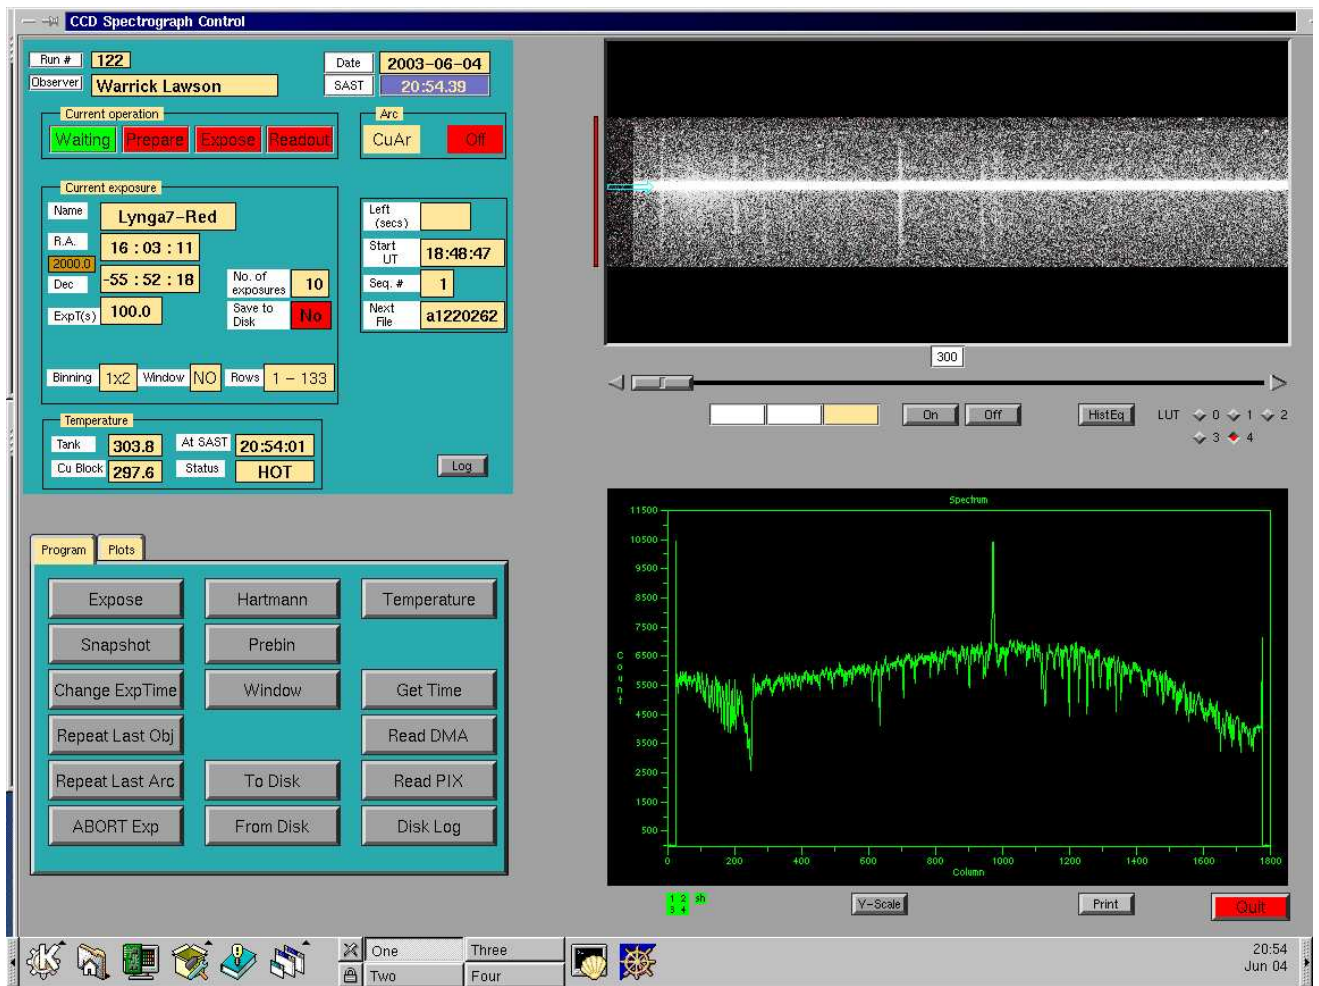 CCD Spectrograph Control
Run # 122
Observer Warrick Lawson
Date 2003-06-04
SAST 20:54.39
Current operation
Waiting Prepare Expose Readout
Arc
CuAr Off
Current exposure
Name Lynga7-Red
R.A. 16 : 03 : 11
2000.0
Dec -55 : 52 : 18
ExpT(s) 100.0
No. of exposures 10
Save to Disk No
Binning 1x2 Window NO Rows 1 - 133
Left (secs)
Start UT 18:48:47
Seq. # 1
Next File a1220262
Temperature
Tank 303.8 At SAST 20:54:01
Cu Block 297.6 Status HOT
Log
300
On Off HistEq LUT 0 1 2
3 4
Program Plots
Expose Hartmann Temperature
Snapshot Prebin
Change ExpTime Window Get Time
Repeat Last Obj Read DMA
Repeat Last Arc To Disk Read PIX
ABORT Exp From Disk Disk Log
Spectrum
11500
10500
9500
8500
7500
6500
5500
4500
3500
2500
1500
500
Count
0 200 400 600 800 1000 1200 1400 1600 1800
Column
1 2 sh
3 4
Y-Scale Print Quit
One Three
Two Four
20:54
Jun 04